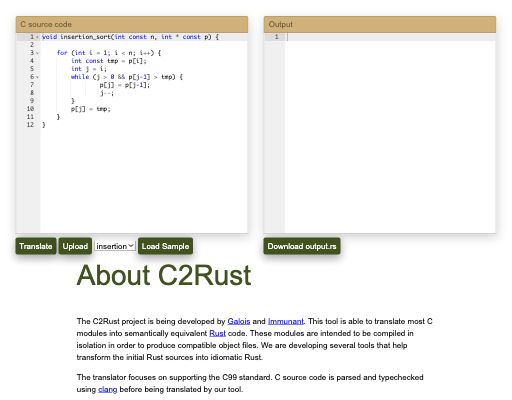 C source code
1 void insertion_sort(int const n, int * const p) {
2
3 for (int i = 1; i < n; i++) {
4 int const tmp = p[i];
5 int j = i;
6 while (j > 0 && p[j-1] > tmp) {
7 p[j] = p[j-1];
8 j--;
9 }
10 p[j] = tmp;
11 }
12 }
Output
1
Translate Upload insertion Load Sample
Download output.rs
About C2Rust
The C2Rust project is being developed by Galois and Immunant. This tool is able to translate most C
modules into semantically equivalent Rust code. These modules are intended to be compiled in
isolation in order to produce compatible object files. We are developing several tools that help
transform the initial Rust sources into idiomatic Rust.
The translator focuses on supporting the C99 standard. C source code is parsed and typechecked
using clang before being translated by our tool.